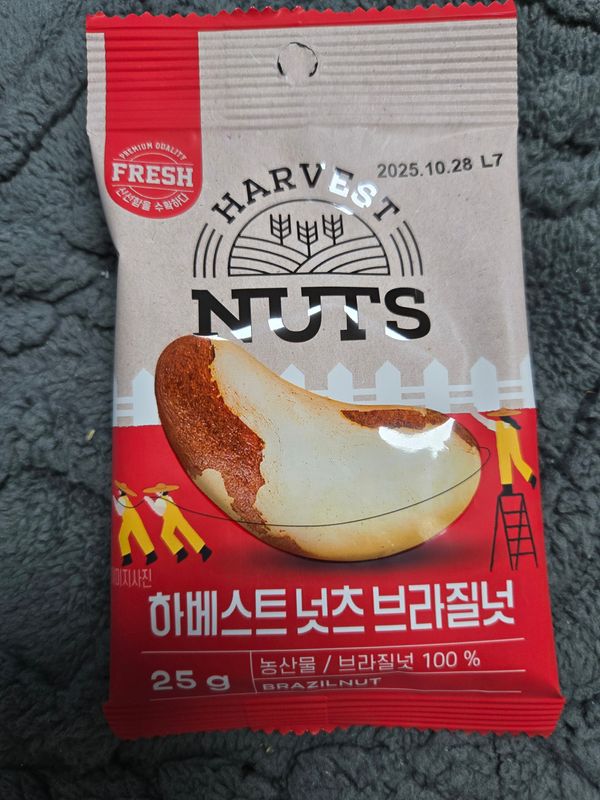 PREMIUM QUALITY
FRESH
신선함을 수확하다
2025.10.28 L7
HARVEST
NUTS
이미지사진
하베스트 넛츠 브라질넛
25 g
농산물 / 브라질넛 100 %
BRAZILNUT